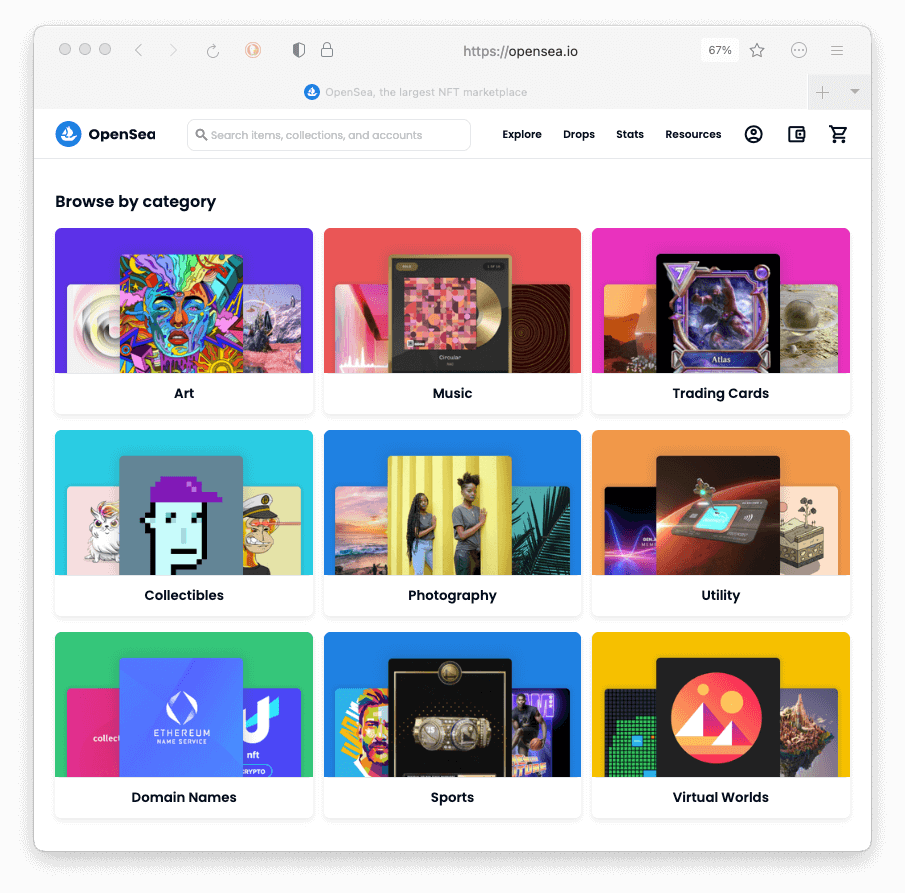 https://opensea.io
67%
OpenSea, the largest NFT marketplace
OpenSea
Search items, collections, and accounts
Explore
Drops
Stats
Resources
Browse by category
Circular
Atlas
Art
Music
Trading Cards
Collectibles
Photography
Utility
collect
ETHEREUM
NAME SERVICE
nft
CRYPTO
Domain Names
Sports
Virtual Worlds